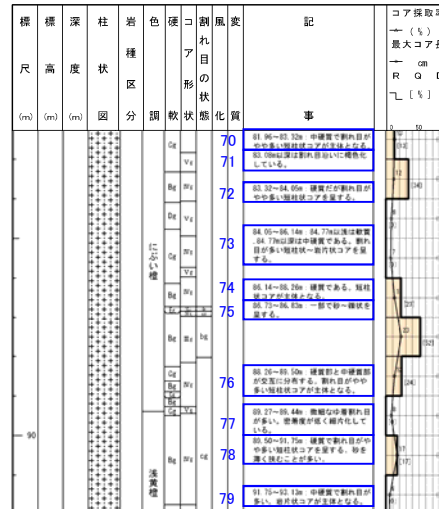 標尺(m)
標高(m)
深度(m)
柱状図
岩種区分
色調
硬軟
コア形状
割れ目の状態
風化
変質
記事
コア採取率
(%)
最大コア長
cm
R Q D
[%]
50
70
81.96~83.32m 中硬質で割れ目が
やや多い短柱状コアが主体となる。
71
83.08m以深は割れ目沿いに褐色化
している。
72
83.32~84.05m 硬質だが割れ目が
やや多い短柱状コアを呈する。
73
84.05~86.14m 84.77m以浅は軟質
、84.77m以深は中硬質である。割れ
目が多い短柱状~岩片状コアを呈
する。
74
86.14~88.26m 硬質である。短柱
状コアが主体となる。
75
86.73~86.83m 一部で砂~礫状を
呈する。
76
88.26~89.50m 硬質部と中硬質部
が交互に分布する。割れ目がやや
多い短柱状コアが主体となる。
77
89.27~89.44m 微細なゆ着割れ目
が多い。密着度が低く細片化して
いる。
78
89.50~91.75m 硬質で割れ目がや
や多い短柱状コアを呈する。砂を
薄く挟むことが多い。
79
91.75~93.13m 中硬質で割れ目が
多い。岩片状コアが主体となる。
にぶい橙
浅黄橙
90
Cg
Bg
Dg
Cg
Bg
Bg
Cg
Bg
Bg
Cg
Bg
bg
cg